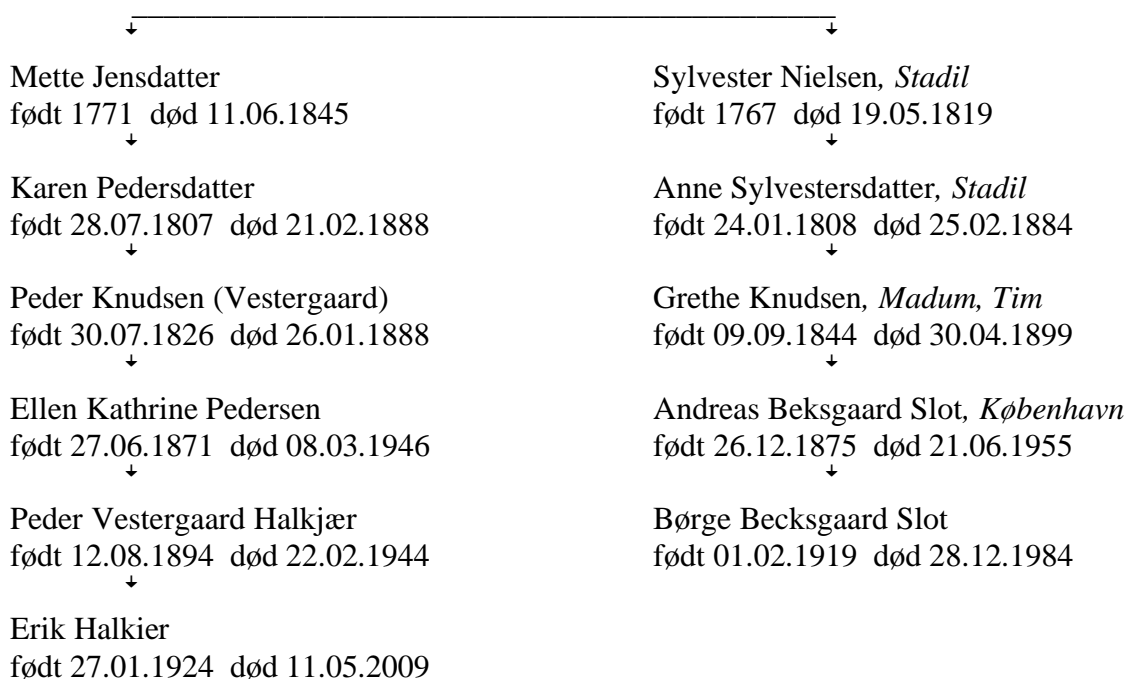 Mette Jensdatter
født 1771 død 11.06.1845
Karen Pedersdatter
født 28.07.1807 død 21.02.1888
Peder Knudsen (Vestergaard)
født 30.07.1826 død 26.01.1888
Ellen Kathrine Pedersen
født 27.06.1871 død 08.03.1946
Peder Vestergaard Halkjær
født 12.08.1894 død 22.02.1944
Erik Halkier
født 27.01.1924 død 11.05.2009
Sylvester Nielsen, Stadil
født 1767 død 19.05.1819
Anne Sylvestersdatter, Stadil
født 24.01.1808 død 25.02.1884
Grethe Knudsen, Madum, Tim
født 09.09.1844 død 30.04.1899
Andreas Beksgaard Slot, København
født 26.12.1875 død 21.06.1955
Børge Becksgaard Slot
født 01.02.1919 død 28.12.1984